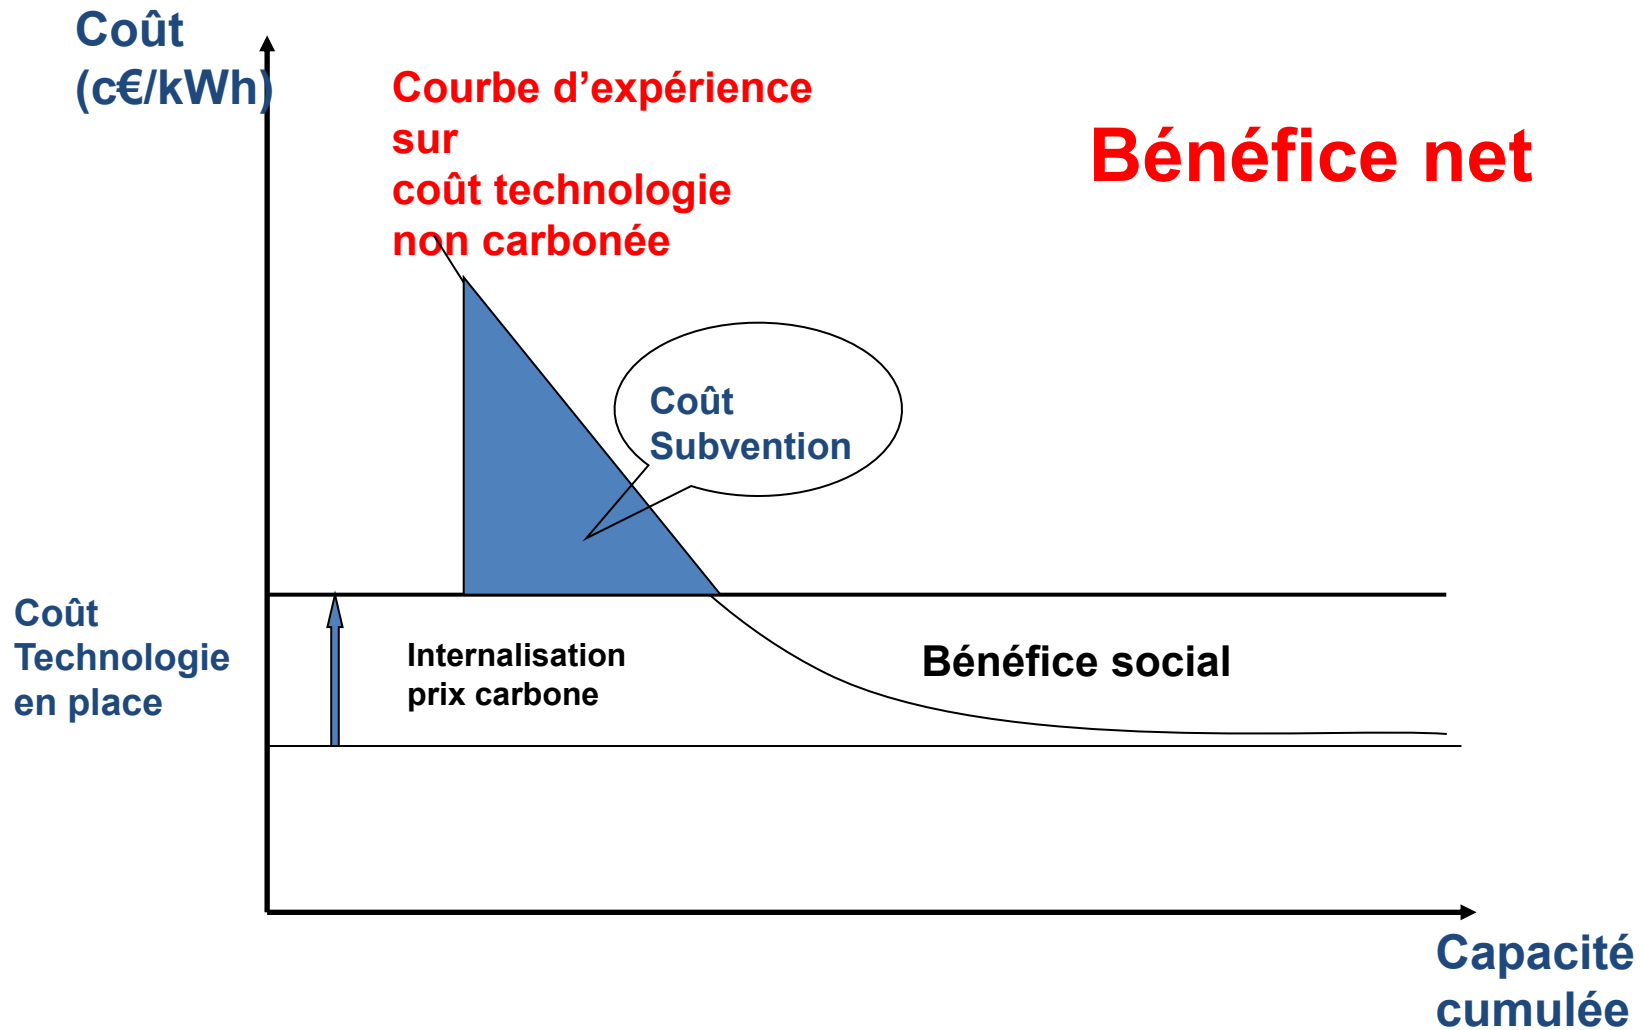 Coût
(c€/kWh)
Courbe d’expérience
sur
coût technologie
non carbonée
Bénéfice net
Coût
Subvention
Coût
Technologie
en place
Internalisation
prix carbone
Bénéfice social
Capacité
cumulée